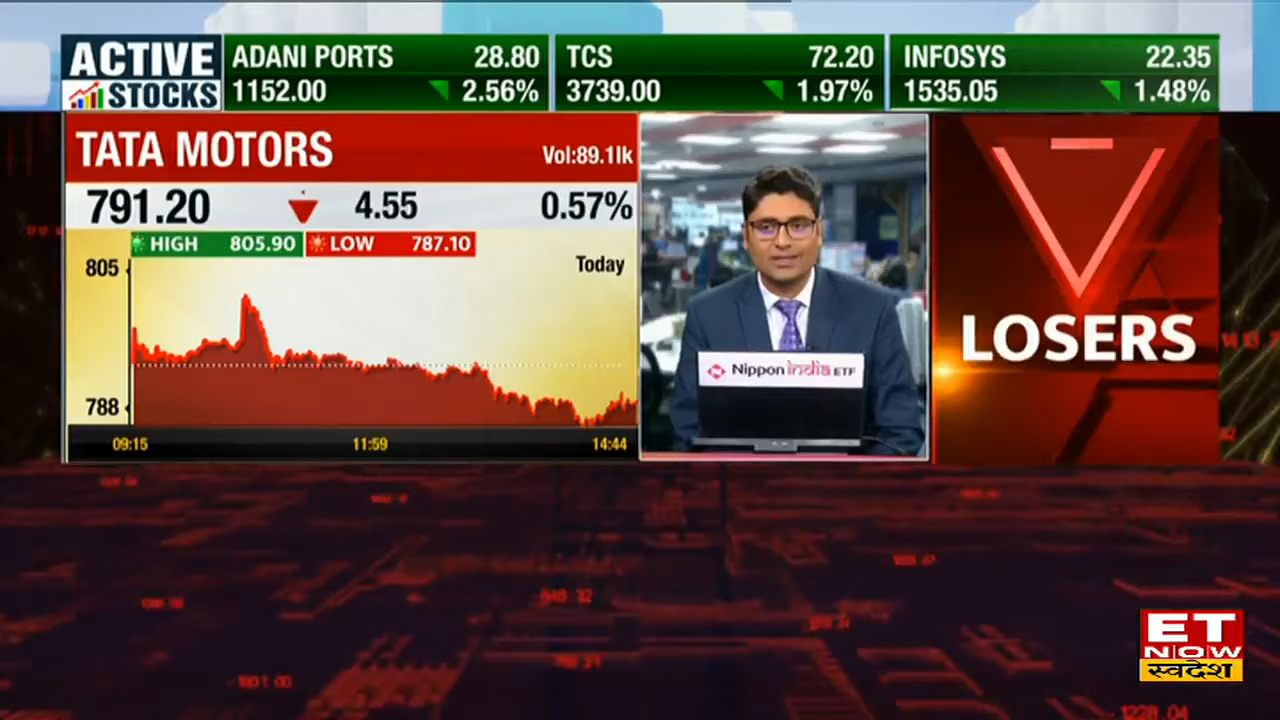 ACTIVE
STOCKS
ADANI PORTS 28.80
1152.00 2.56%
TCS 72.20
3739.00 1.97%
INFOSYS 22.35
1535.05 1.48%
TATA MOTORS
Vol:89.1lk
791.20 4.55 0.57%
HIGH 805.90 LOW 787.10
805
Today
788
09:15 11:59 14:44
Nippon india ETF
LOSERS
ET
NOW
स्वदेश